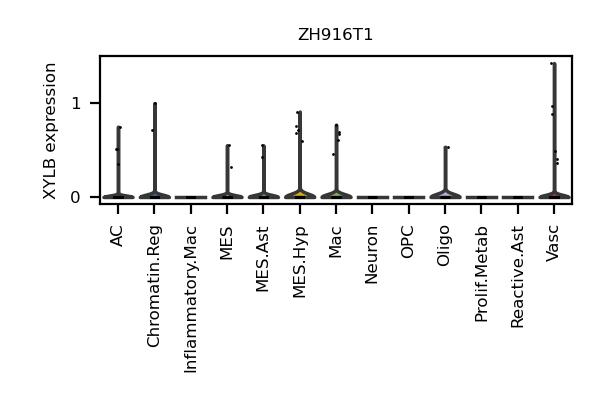 ZH916T1
XYLB expression
1
0
AC
Chromatin.Reg
Inflammatory.Mac
MES
MES.Ast
MES.Hyp
Mac
Neuron
OPC
Oligo
Prolif.Metab
Reactive.Ast
Vasc